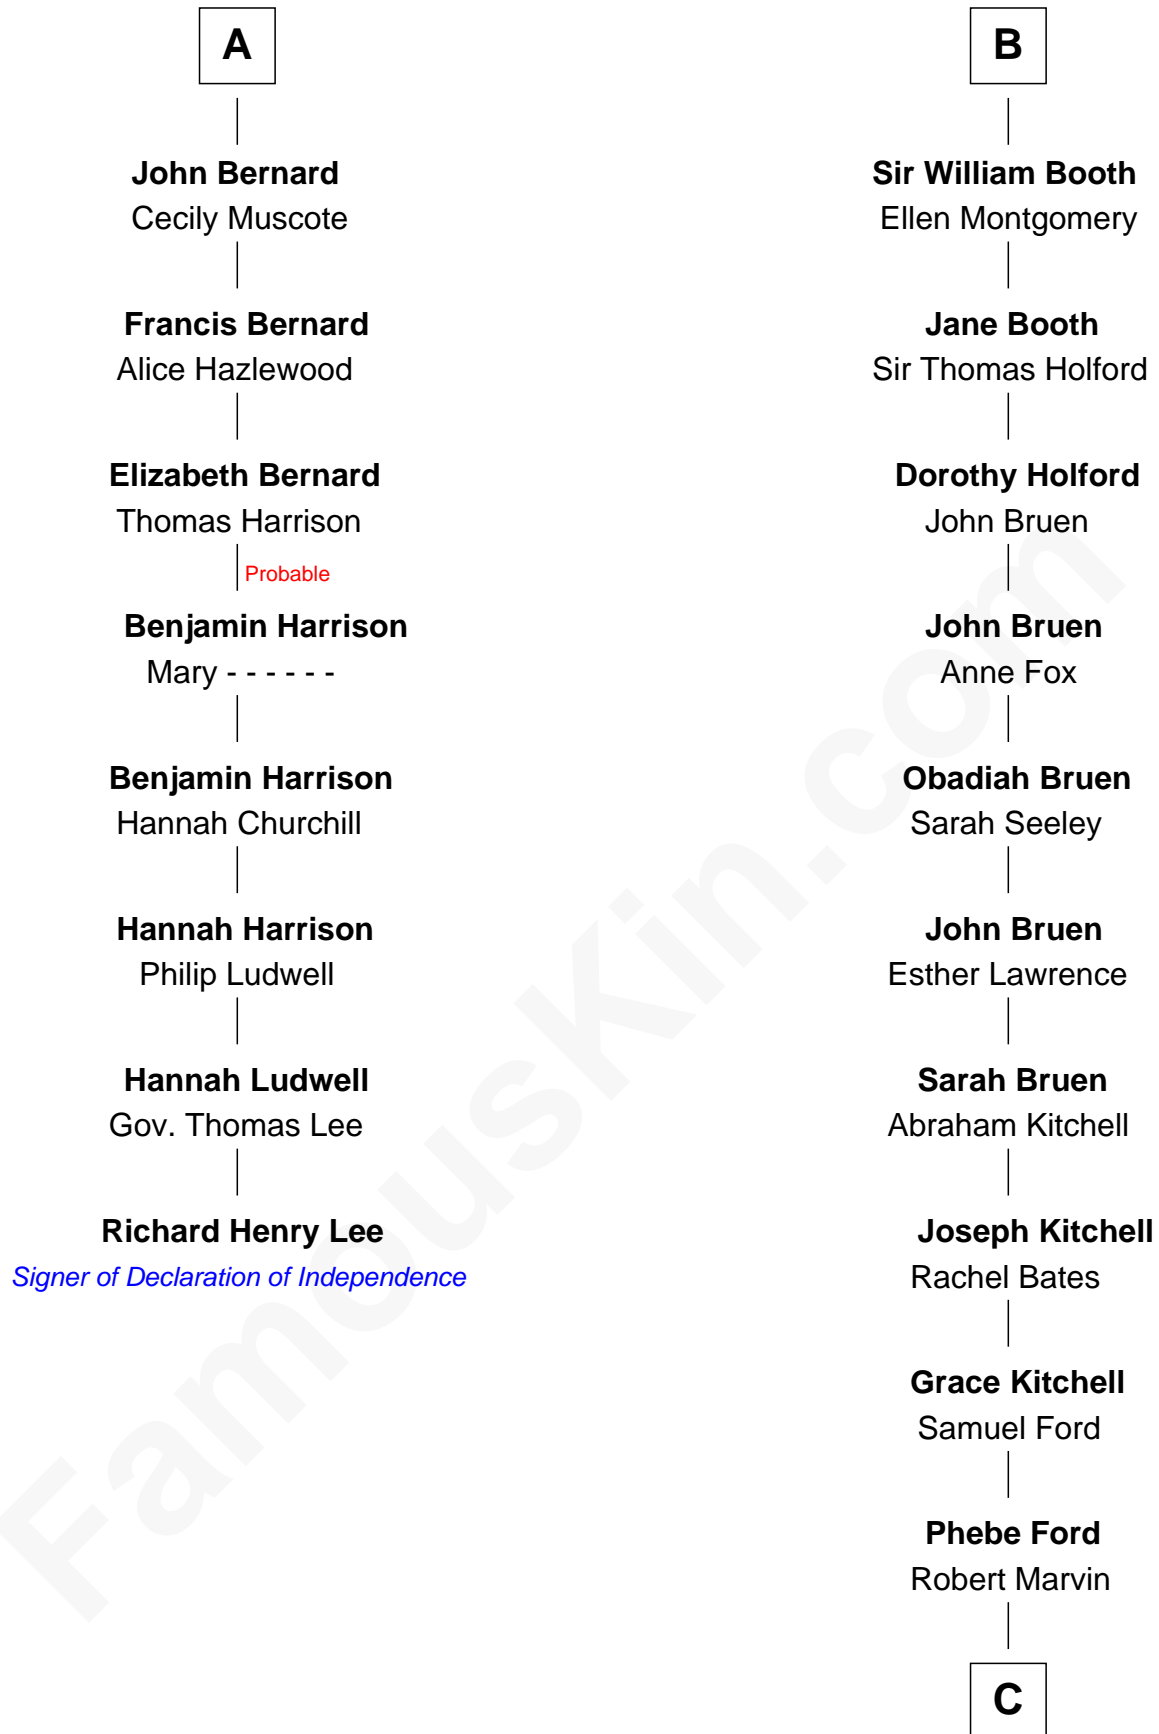 A
John Bernard
Cecily Muscote
Francis Bernard
Alice Hazlewood
Elizabeth Bernard
Thomas Harrison
Probable
Benjamin Harrison
Mary - - - - - -
Benjamin Harrison
Hannah Churchill
Hannah Harrison
Philip Ludwell
Hannah Ludwell
Gov. Thomas Lee
Richard Henry Lee
Signer of Declaration of Independence
B
Sir William Booth
Ellen Montgomery
Jane Booth
Sir Thomas Holford
Dorothy Holford
John Bruen
John Bruen
Anne Fox
Obadiah Bruen
Sarah Seeley
John Bruen
Esther Lawrence
Sarah Bruen
Abraham Kitchell
Joseph Kitchell
Rachel Bates
Grace Kitchell
Samuel Ford
Phebe Ford
Robert Marvin
C
FamousKin.com